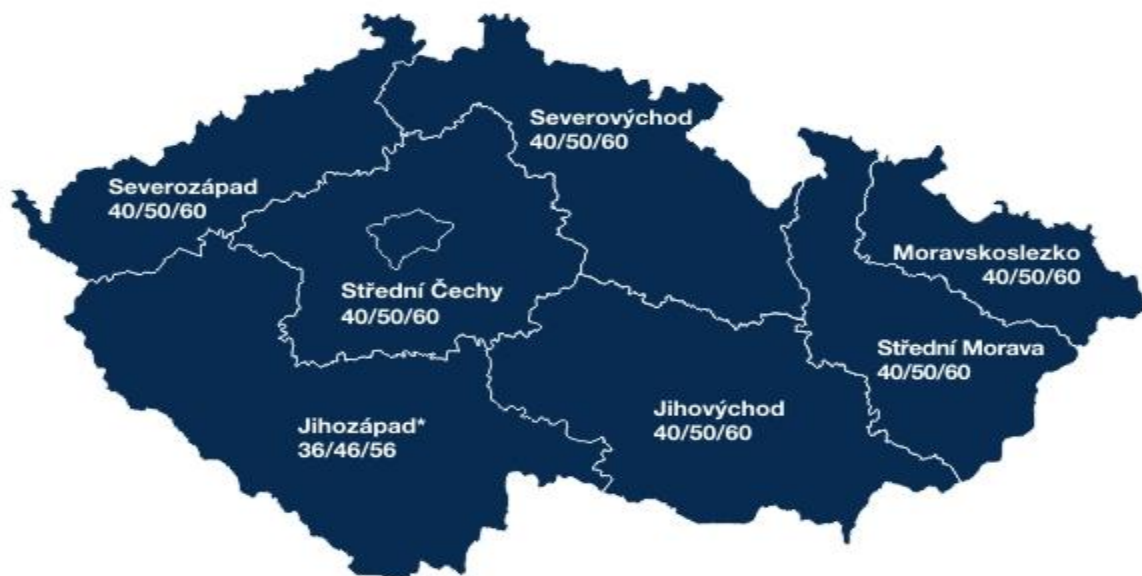 Severovýchod
40/50/60
Severozápad
40/50/60
Moravskoslezko
40/50/60
Střední Čechy
40/50/60
Střední Morava
40/50/60
Jihovýchod
40/50/60
Jihozápad*
36/46/56